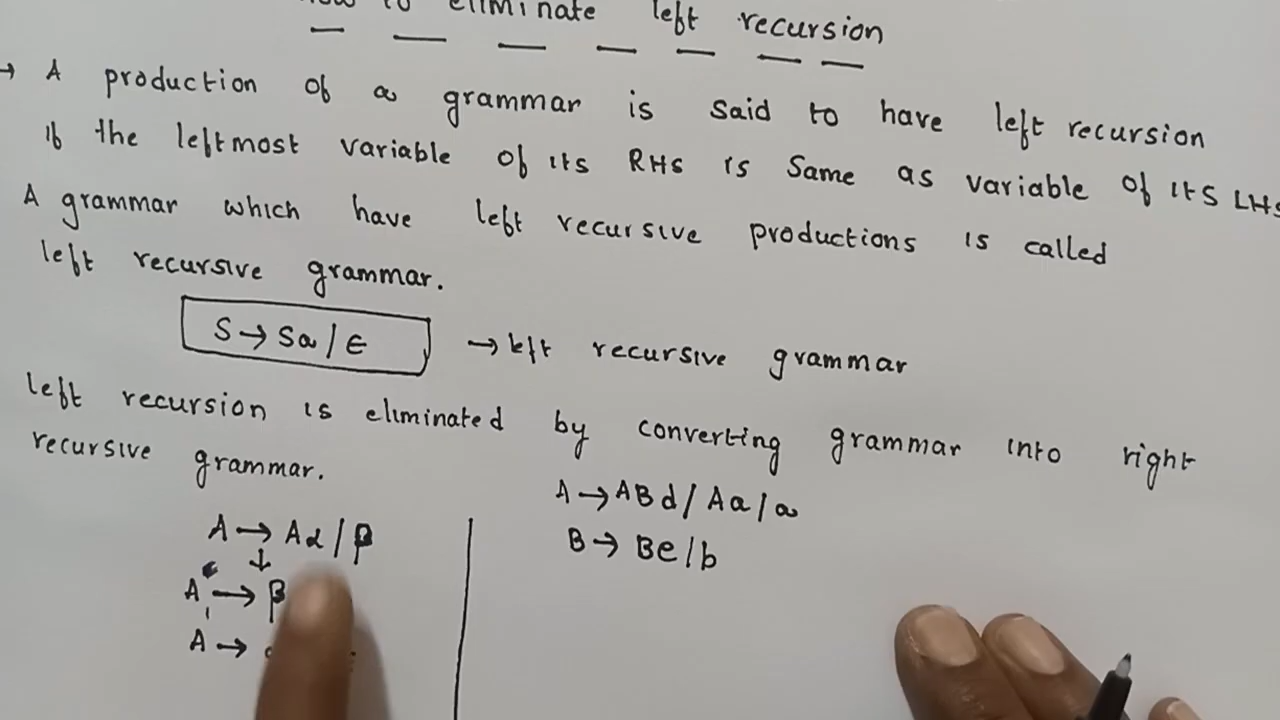 to eliminate left recursion
→ A production of a grammar is said to have left recursion
if the leftmost variable of its RHS is same as variable of its LHS
A grammar which have left recursive productions is called
left recursive grammar.
S → Sa / ∈ → left recursive grammar
left recursion is eliminated by converting grammar into right
recursive grammar.
A → Aα / β
A → ABd / Aa / a
B → Be / b
↓
A → β
A' →